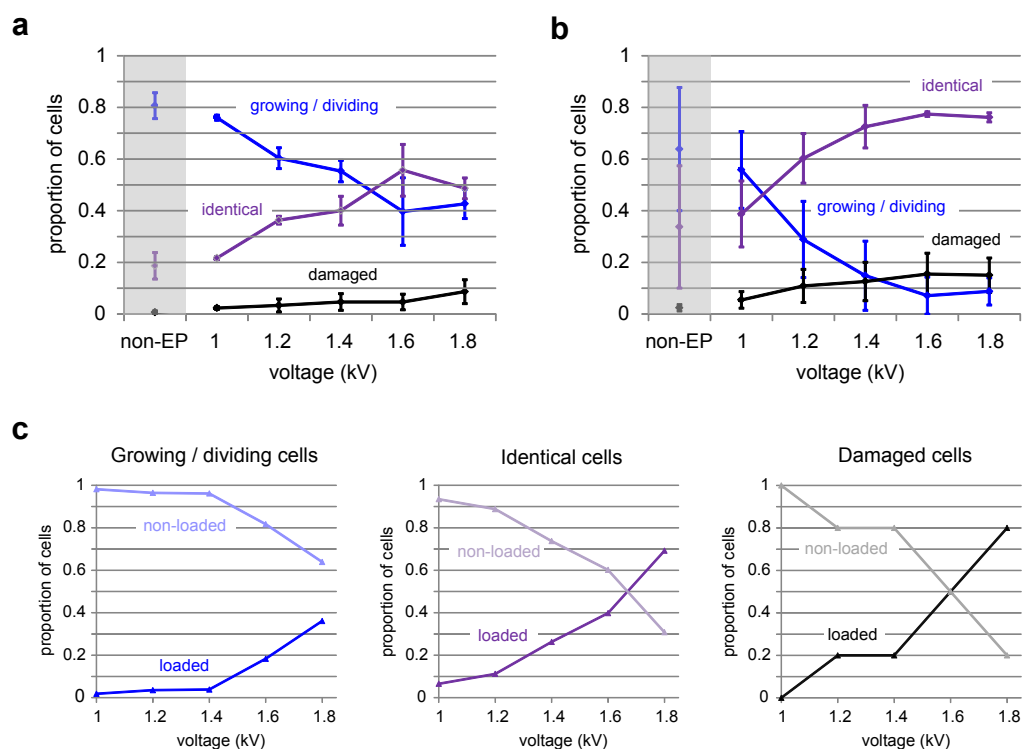 a
proportion of cells
1
0.8
0.6
0.4
0.2
0
growing / dividing
identical
damaged
non-EP 1 1.2 1.4 1.6 1.8
voltage (kV)
b
proportion of cells
1
0.8
0.6
0.4
0.2
0
identical
growing / dividing
damaged
non-EP 1 1.2 1.4 1.6 1.8
voltage (kV)
c
Growing / dividing cells
proportion of cells
1
0.8
0.6
0.4
0.2
0
non-loaded
loaded
1 1.2 1.4 1.6 1.8
voltage (kV)
Identical cells
proportion of cells
1
0.8
0.6
0.4
0.2
0
non-loaded
loaded
1 1.2 1.4 1.6 1.8
voltage (kV)
Damaged cells
proportion of cells
1
0.8
0.6
0.4
0.2
0
non-loaded
loaded
1 1.2 1.4 1.6 1.8
voltage (kV)